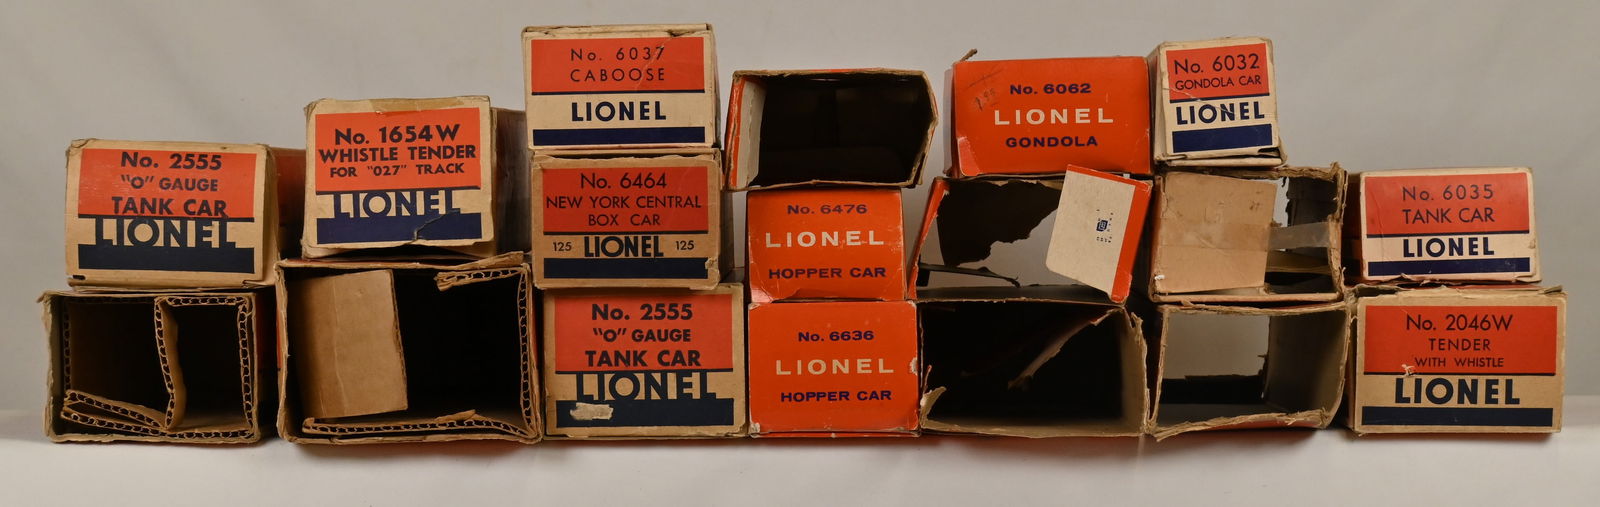 No. 2555
"O" GAUGE
TANK CAR
LIONEL
No. 1654W
WHISTLE TENDER
FOR "027" TRACK
LIONEL
No. 6037
CABOOSE
LIONEL
No. 6464
NEW YORK CENTRAL
BOX CAR
125 LIONEL 125
No. 2555
"O" GAUGE
TANK CAR
LIONEL
No. 6476
LIONEL
HOPPER CAR
No. 6636
LIONEL
HOPPER CAR
No. 6062
LIONEL
GONDOLA
No. 6032
GONDOLA CAR
LIONEL
No. 6035
TANK CAR
LIONEL
No. 2046W
TENDER
WITH WHISTLE
LIONEL